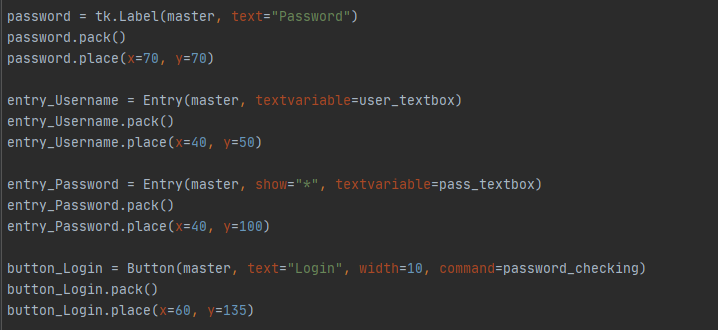 password = tk.Label(master, text="Password")
password.pack()
password.place(x=70, y=70)
entry_Username = Entry(master, textvariable=user_textbox)
entry_Username.pack()
entry_Username.place(x=40, y=50)
entry_Password = Entry(master, show="*", textvariable=pass_textbox)
entry_Password.pack()
entry_Password.place(x=40, y=100)
button_Login = Button(master, text="Login", width=10, command=password_checking)
button_Login.pack()
button_Login.place(x=60, y=135)